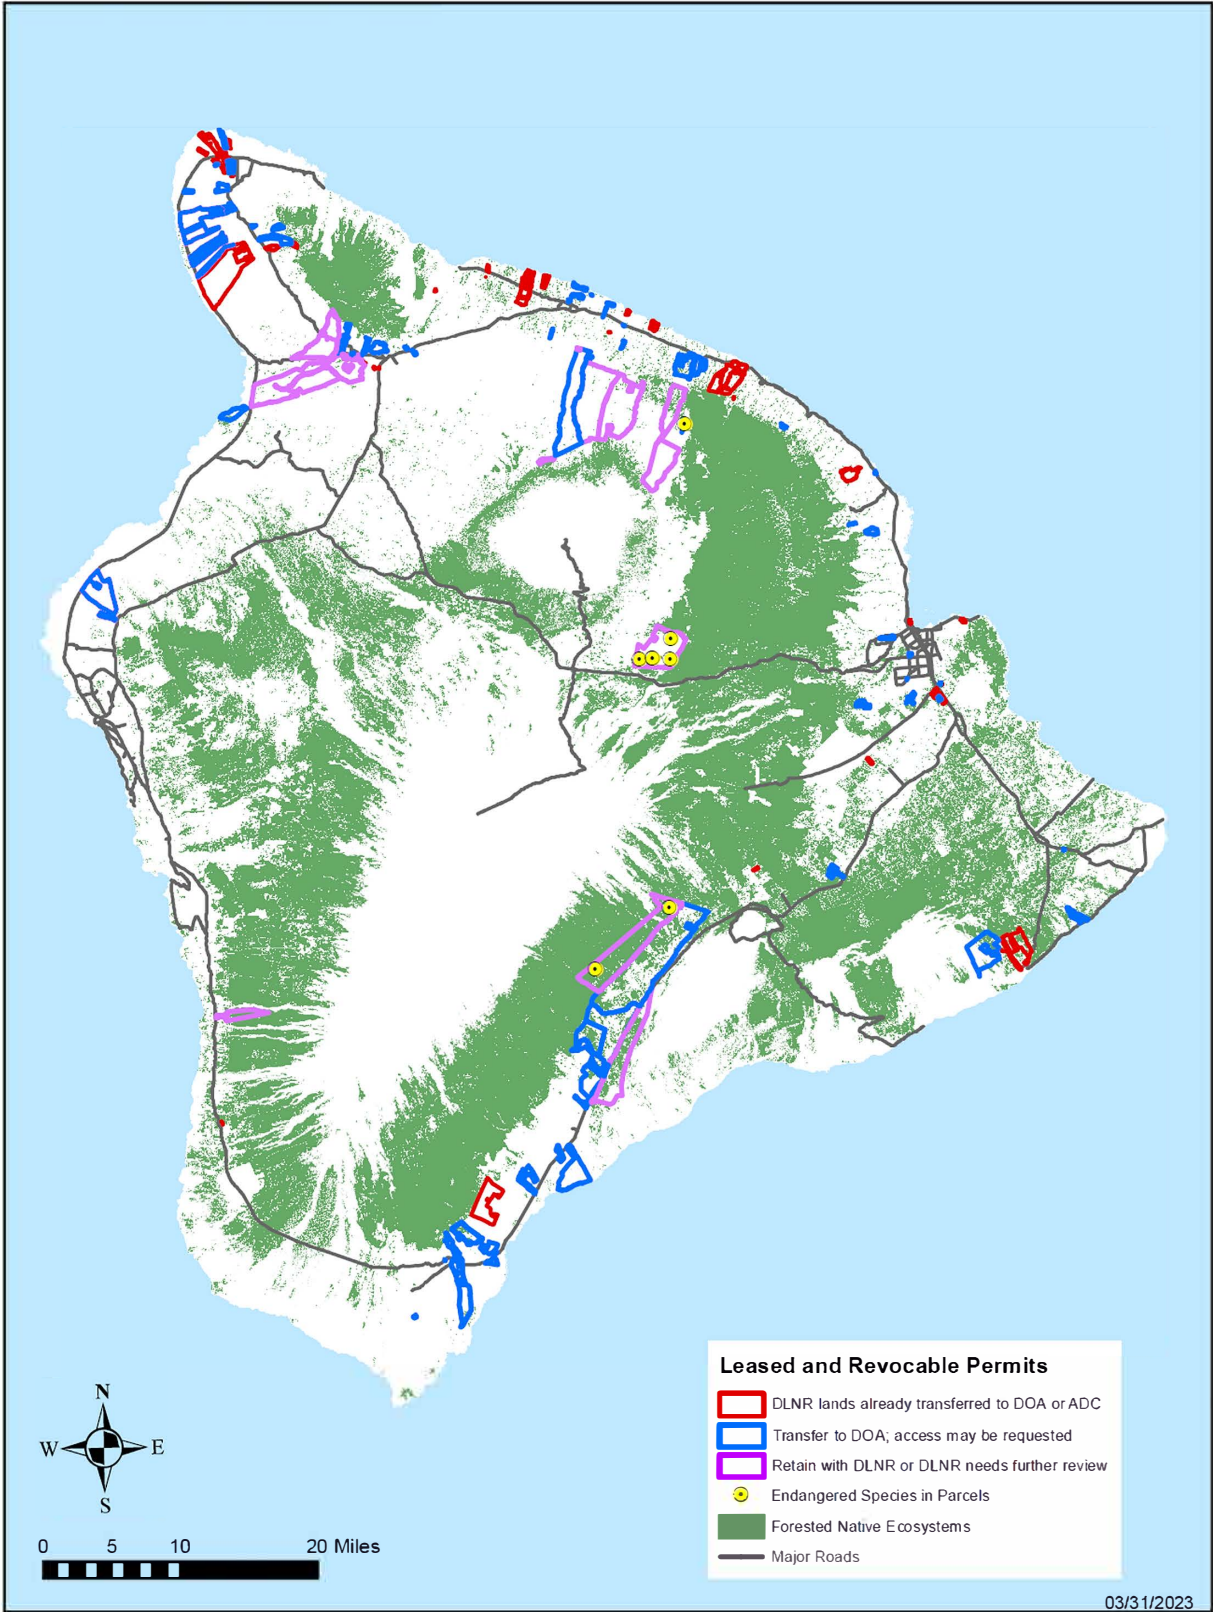 N
W E
S
0 5 10 20 Miles
Leased and Revocable Permits
DLNR lands already transferred to DOA or ADC
Transfer to DOA; access may be requested
Retain with DLNR or DLNR needs further review
Endangered Species in Parcels
Forested Native Ecosystems
Major Roads
03/31/2023